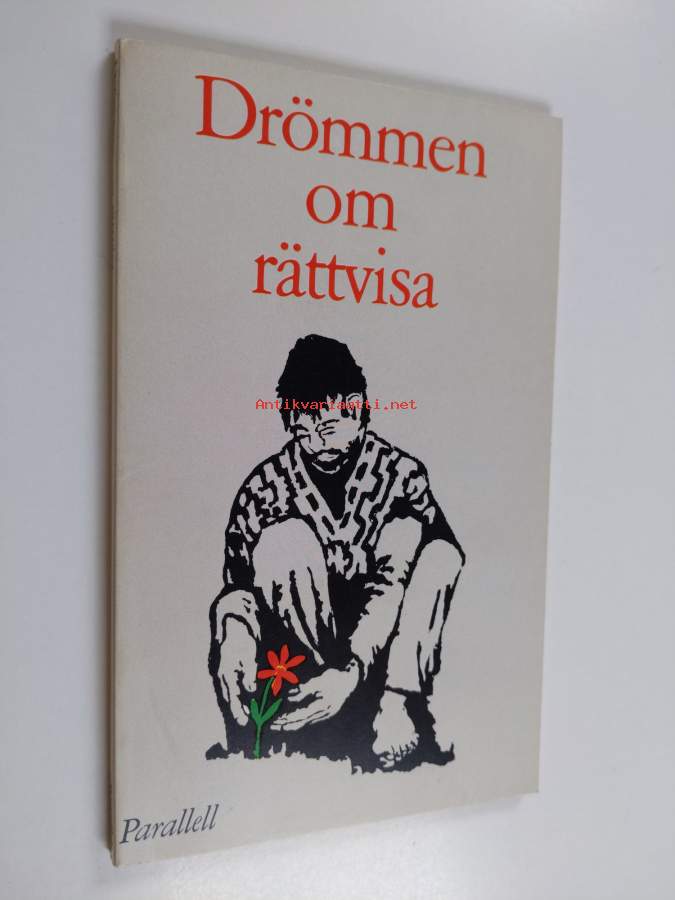 Drömmen
om
rättvisa
Antikvariaatti.net
Parallell